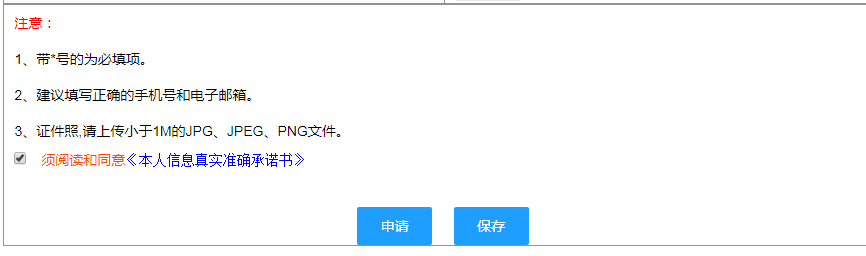 注意：
1、带*号的为必填项。
2、建议填写正确的手机号和电子邮箱。
3、证件照,请上传小于1M的JPG、JPEG、PNG文件。
须阅读和同意《本人信息真实准确承诺书》
申请 保存